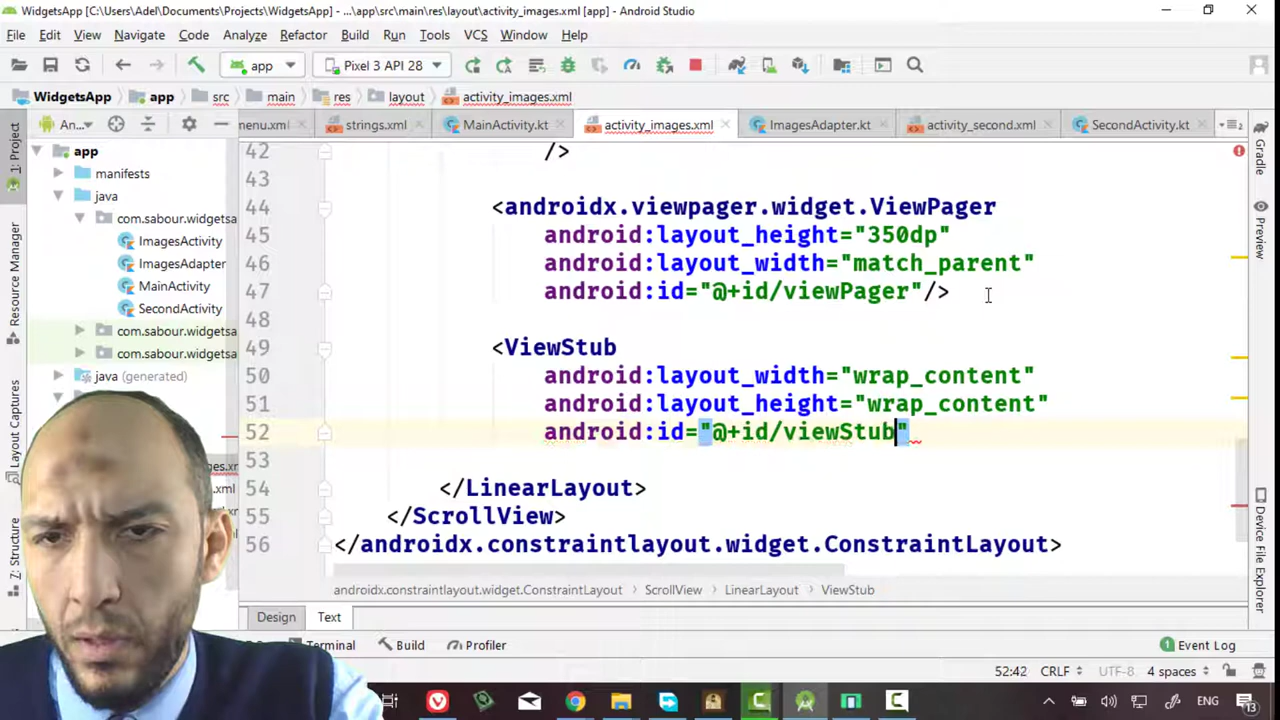 WidgetsApp [C:\Users\Adel\Documents\Projects\WidgetsApp] - ...\app\src\main\res\layout\activity_images.xml [app] - Android Studio
File Edit View Navigate Code Analyze Refactor Build Run Tools VCS Window Help
app Pixel 3 API 28
WidgetsApp app src main res layout activity_images.xml
An... menu.xml strings.xml MainActivity.kt activity_images.xml ImagesAdapter.kt activity_second.xml SecondActivity.kt
1: Project
Resource Manager
Layout Captures
Z: Structure
app
manifests
java
com.sabour.widgetsa
ImagesActivity
ImagesAdapter
MainActivity
SecondActivity
com.sabour.widgetsa
com.sabour.widgetsa
java (generated)
42 />
43
44 <androidx.viewpager.widget.ViewPager
45 android:layout_height="350dp"
46 android:layout_width="match_parent"
47 android:id="@+id/viewPager"/>
48
49 <ViewStub
50 android:layout_width="wrap_content"
51 android:layout_height="wrap_content"
52 android:id="@+id/viewStub"
53
54 </LinearLayout>
55 </ScrollView>
56 </androidx.constraintlayout.widget.ConstraintLayout>
androidx.constraintlayout.widget.ConstraintLayout ScrollView LinearLayout ViewStub
Design Text
Gradle
Preview
Device File Explorer
Terminal Build Profiler 1 Event Log
52:42 CRLF UTF-8 4 spaces
ENG 13